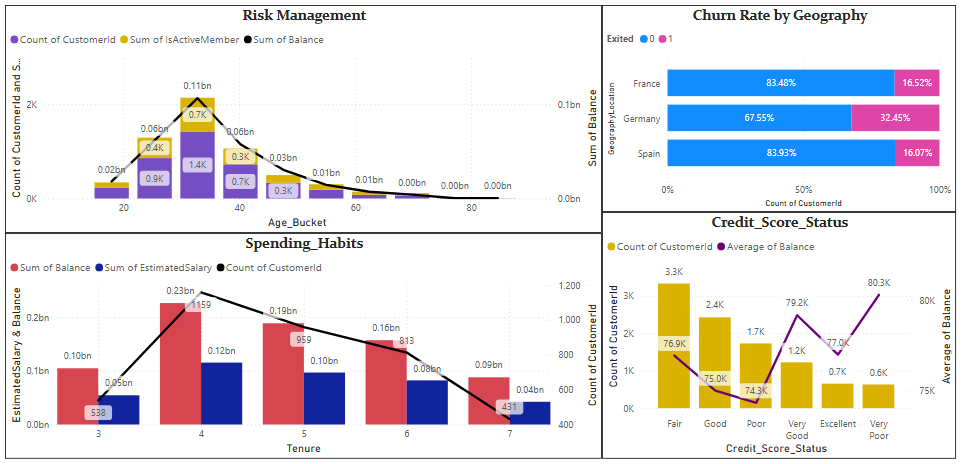 Risk Management
Count of CustomerId Sum of IsActiveMember Sum of Balance
Count of CustomerId and S...
2K
0K
0.02bn
0.06bn
0.4K
0.9K
0.11bn
0.7K
1.4K
0.06bn
0.3K
0.7K
0.03bn
0.3K
0.01bn
0.01bn
0.00bn
0.00bn
0.00bn
0.1bn
0.0bn
Sum of Balance
20 40 60 80
Age_Bucket
Churn Rate by Geography
Exited 0 1
GeographyLocation
France 83.48% 16.52%
Germany 67.55% 32.45%
Spain 83.93% 16.07%
0% 50% 100%
Count of CustomerId
Spending_Habits
Sum of Balance Sum of EstimatedSalary Count of CustomerId
EstimatedSalary & Balance
0.2bn
0.1bn
0.0bn
0.10bn
0.05bn
538
0.23bn
1159
0.12bn
0.19bn
959
0.10bn
0.16bn
813
0.08bn
0.09bn
431
0.04bn
1,200
1,000
800
600
400
Count of CustomerId
3 4 5 6 7
Tenure
Credit_Score_Status
Count of CustomerId Average of Balance
Count of CustomerId
3K
2K
1K
0K
3.3K
76.9K
2.4K
75.0K
1.7K
74.3K
79.2K
1.2K
77.0K
0.7K
80.3K
0.6K
80K
75K
Average of Balance
Fair Good Poor Very Good Excellent Very Poor
Credit_Score_Status